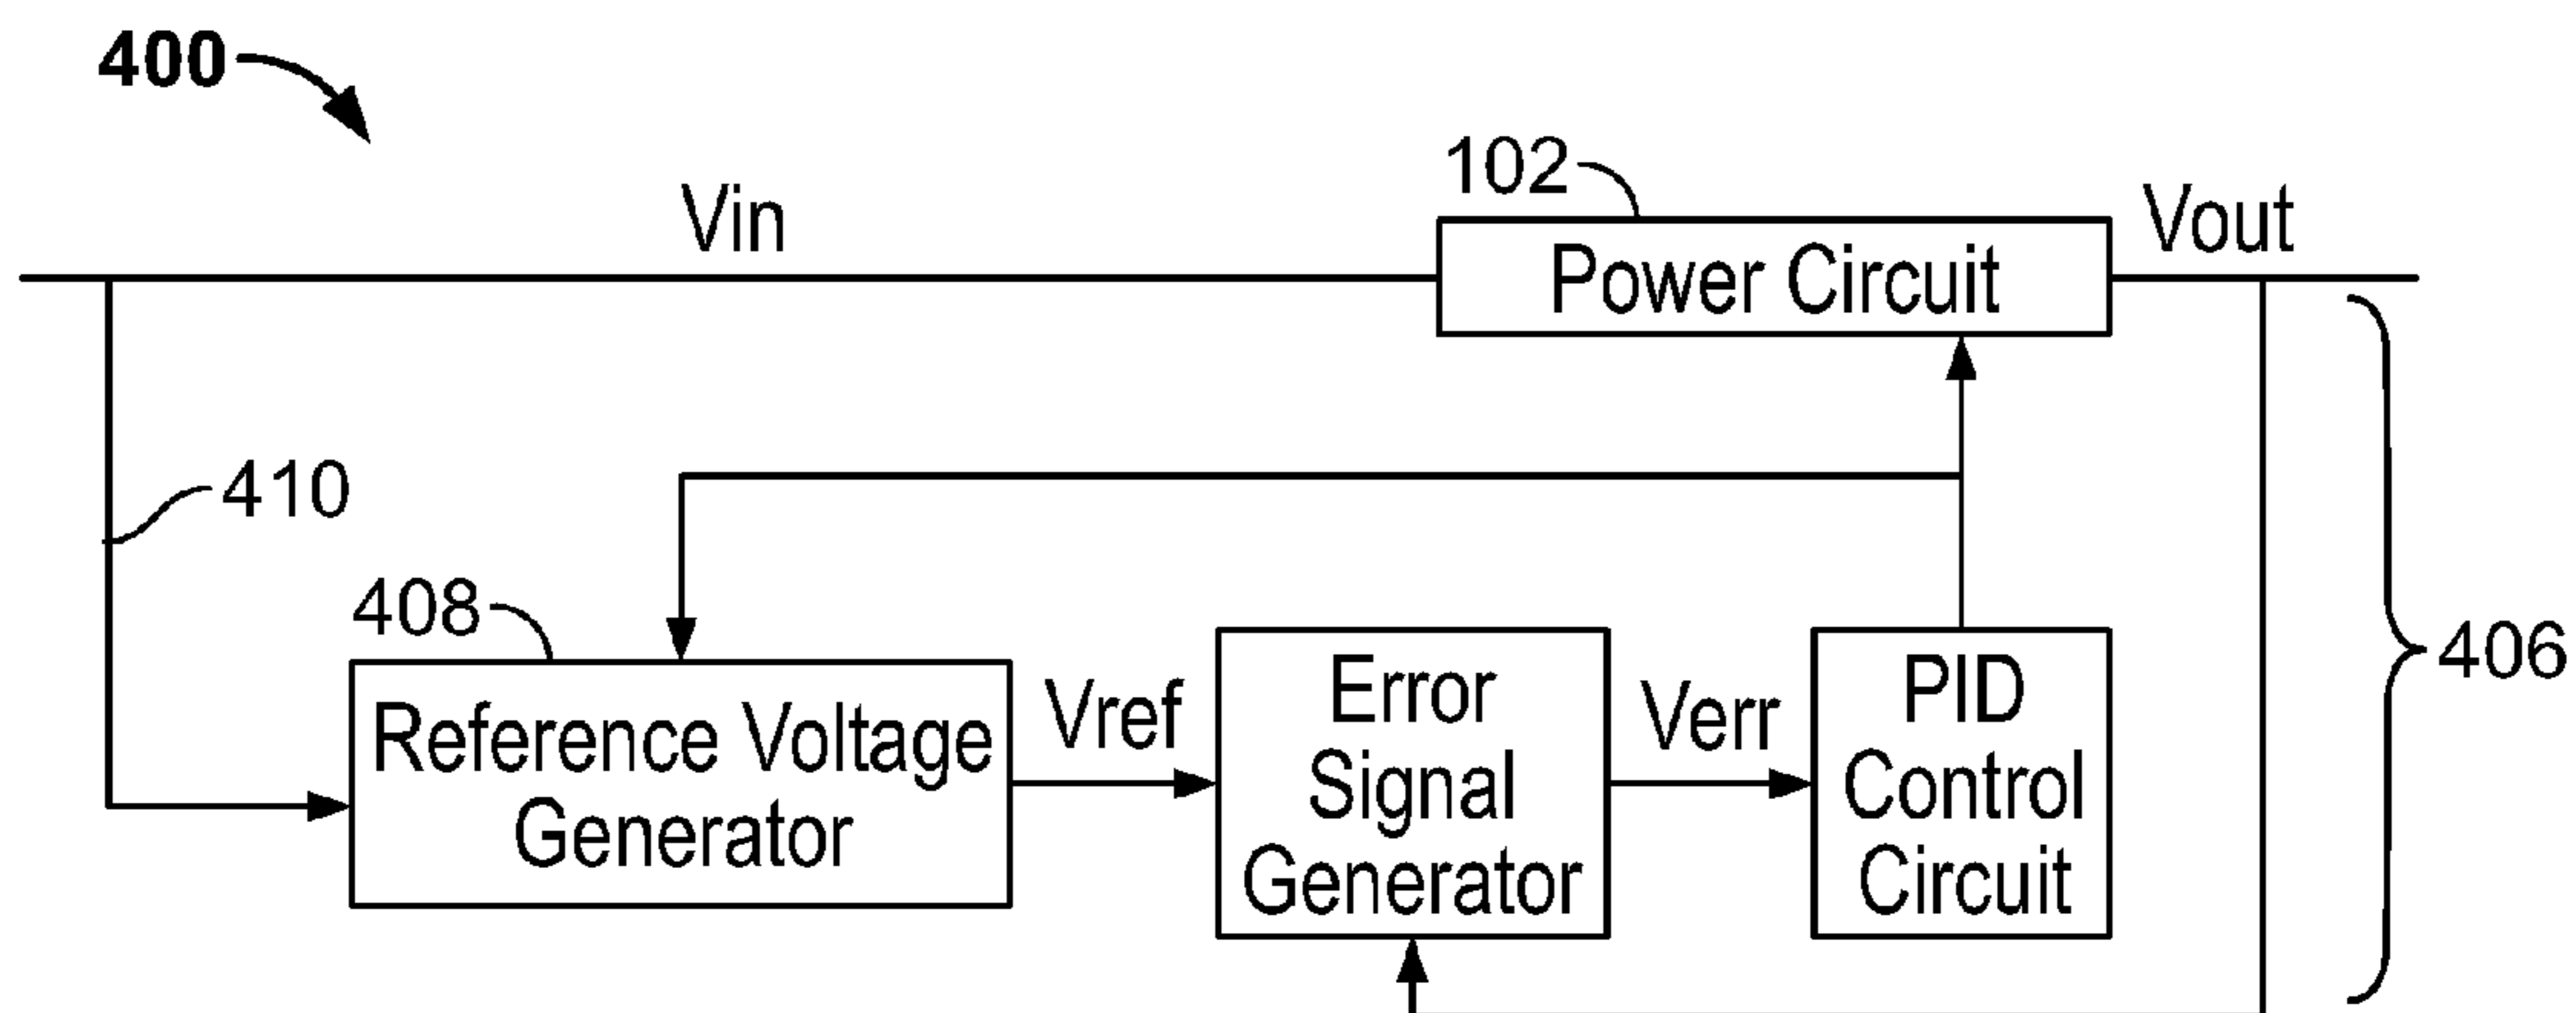 400
102
Vin
Vout
Power Circuit
410
408
406
Reference Voltage
Generator
Vref
Error
Signal
Generator
Verr
PID
Control
Circuit